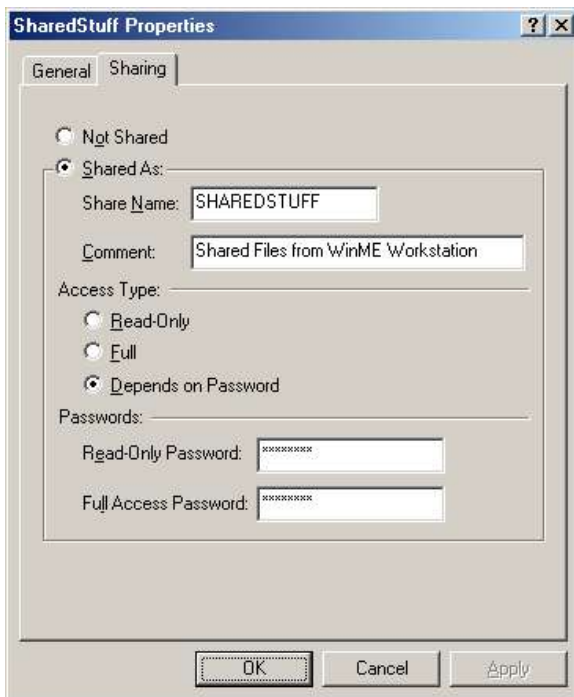 SharedStuff Properties
General Sharing
Not Shared
Shared As:
Share Name: SHAREDSTUFF
Comment: Shared Files from WinME Workstation
Access Type:
Read-Only
Full
Depends on Password
Passwords:
Read-Only Password: ********
Full Access Password: ********
OK Cancel Apply